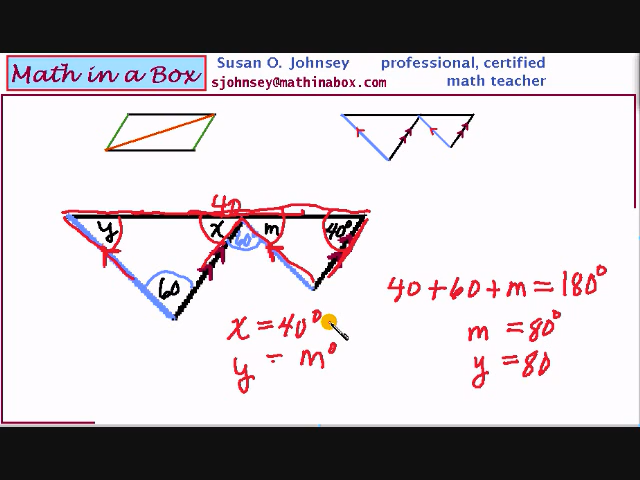 Math in a Box
Susan O. Johnsey professional, certified
sjohnsey@mathinabox.com math teacher
40
y x m 40°
60°
60
40 + 60 + m = 180°
x = 40°
m = 80°
y = m°
y = 80